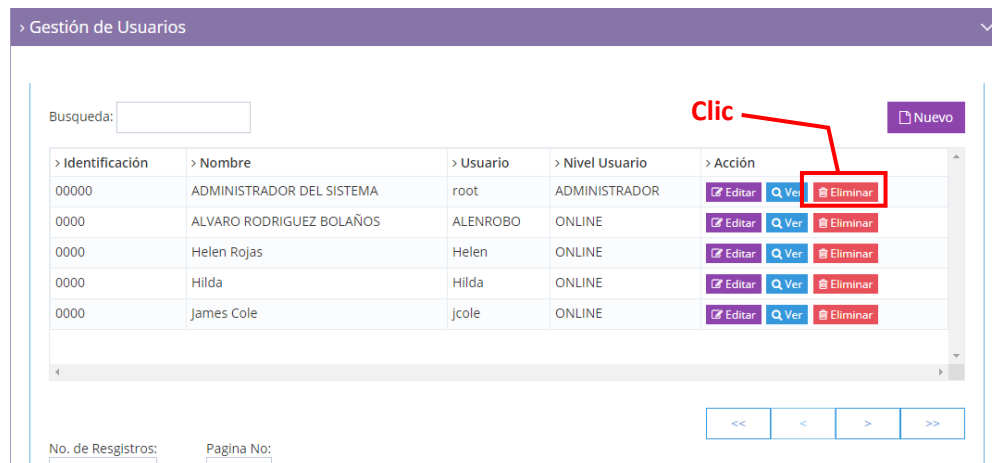 › Gestión de Usuarios
Busqueda:
Clic
Nuevo
› Identificación › Nombre › Usuario › Nivel Usuario › Acción
00000 ADMINISTRADOR DEL SISTEMA root ADMINISTRADOR Editar Ver Eliminar
0000 ALVARO RODRIGUEZ BOLAÑOS ALENROBO ONLINE Editar Ver Eliminar
0000 Helen Rojas Helen ONLINE Editar Ver Eliminar
0000 Hilda Hilda ONLINE Editar Ver Eliminar
0000 James Cole jcole ONLINE Editar Ver Eliminar
<< < > >>
No. de Resgistros: Pagina No: